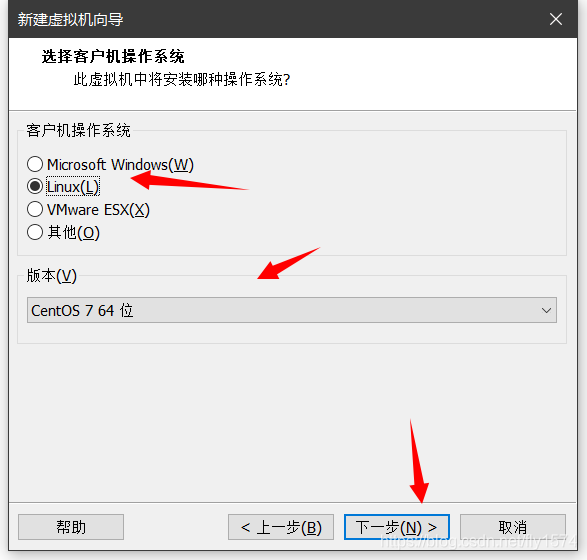 新建虚拟机向导
选择客户机操作系统
此虚拟机中将安装哪种操作系统?
客户机操作系统
Microsoft Windows(W)
Linux(L)
VMware ESX(X)
其他(O)
版本(V)
CentOS 7 64 位
帮助
< 上一步(B)
下一步(N) >
取消